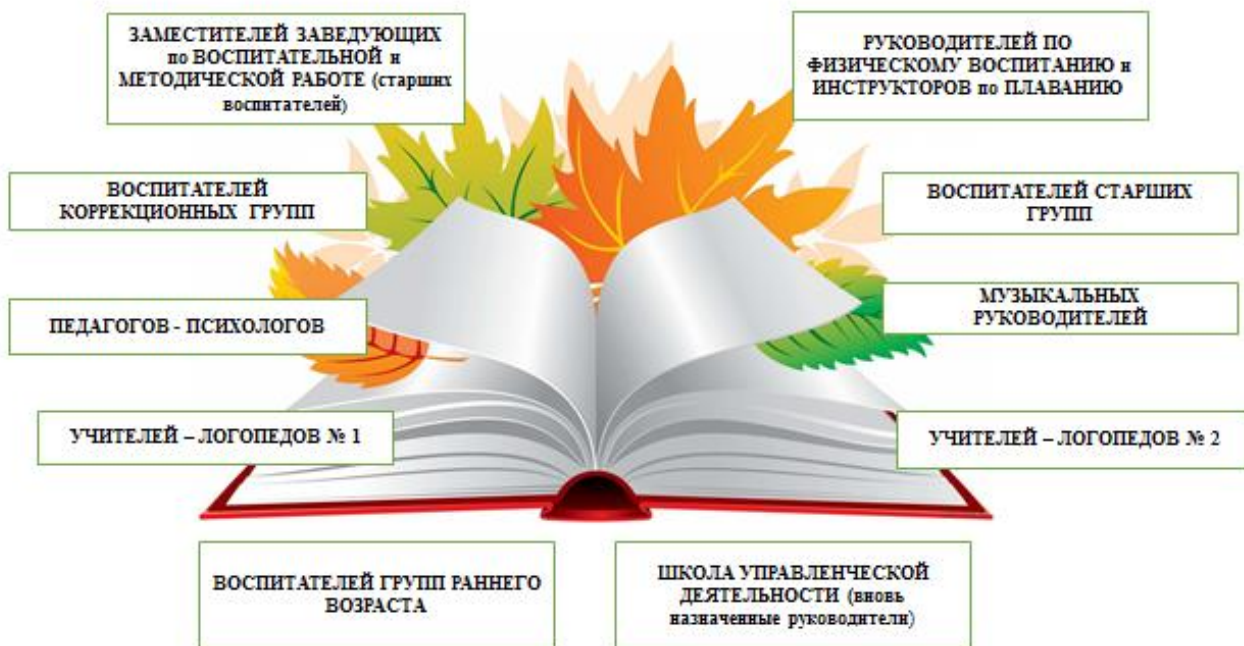 ЗАМЕСТИТЕЛЕЙ ЗАВЕДУЮЩИХ
по ВОСПИТАТЕЛЬНОЙ и
МЕТОДИЧЕСКОЙ РАБОТЕ (старших
воспитателей)
РУКОВОДИТЕЛЕЙ ПО
ФИЗИЧЕСКОМУ ВОСПИТАНИЮ и
ИНСТРУКТОРОВ по ПЛАВАНИЮ
ВОСПИТАТЕЛЕЙ
КОРРЕКЦИОННЫХ ГРУПП
ВОСПИТАТЕЛЕЙ СТАРШИХ
ГРУПП
ПЕДАГОГОВ - ПСИХОЛОГОВ
МУЗЫКАЛЬНЫХ
РУКОВОДИТЕЛЕЙ
УЧИТЕЛЕЙ – ЛОГОПЕДОВ № 1
УЧИТЕЛЕЙ – ЛОГОПЕДОВ № 2
ВОСПИТАТЕЛЕЙ ГРУПП РАННЕГО
ВОЗРАСТА
ШКОЛА УПРАВЛЕНЧЕСКОЙ
ДЕЯТЕЛЬНОСТИ (вновь
назначенные руководители)